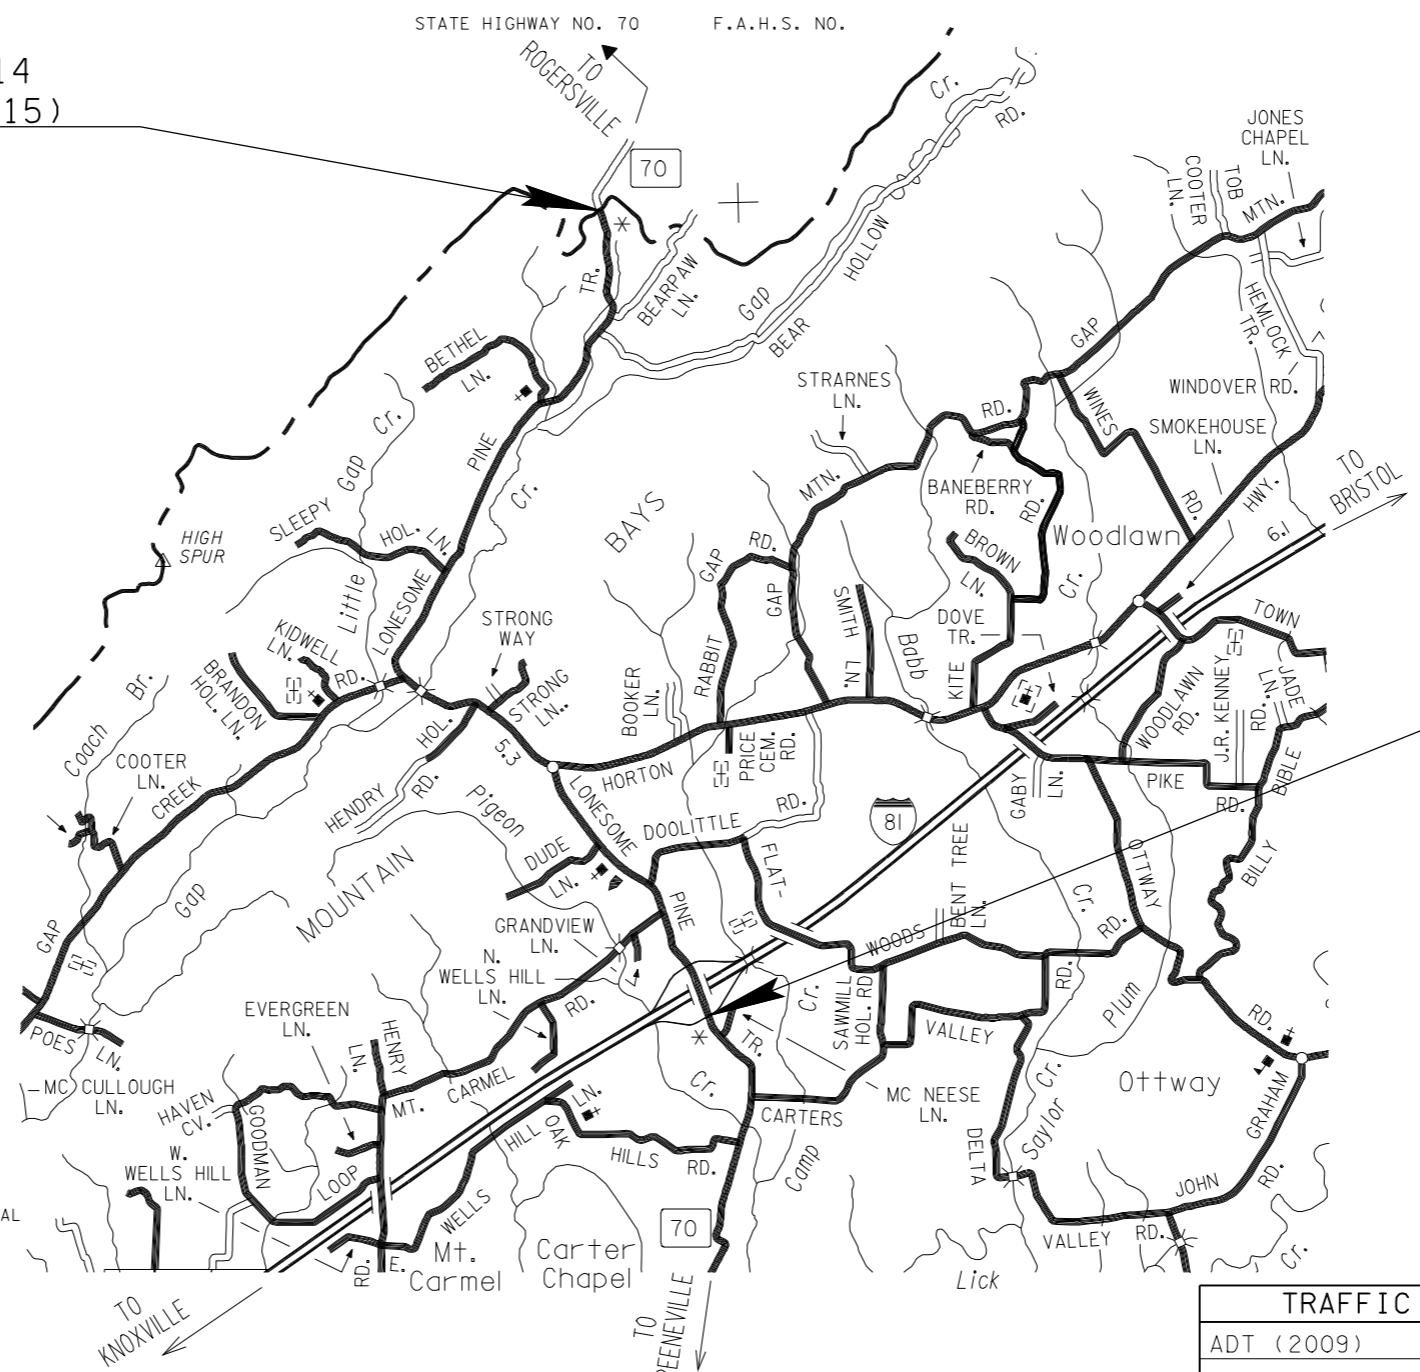 STATE HIGHWAY NO. 70 F.A.H.S. NO.
14
15)
TO
ROGERSVILLE
70
Cr.
RD.
HOLLOW
BEAR
Gap
BEARPAW
LN.
TR.
JONES
CHAPEL
LN.
TOB
COOTER
LN.
MTN.
HEMLOCK
TR.
GAP
WINDOVER RD.
SMOKEHOUSE
LN.
WINES
RD.
HWY.
6.1
TO
BRISTOL
STRARNES
LN.
RD.
MTN.
BANEBERRY
RD.
RD.
BROWN
LN.
Woodlawn
Cr.
BETHEL
LN.
Cr.
Gap
Little
PINE
Cr.
BAYS
HIGH
SPUR
SLEEPY
HOL.
LN.
LONESOME
STRONG
WAY
STRONG
LN.
KIDWELL
LN.
RD.
BRANDON
HOL. LN.
HOL.
HENDRY
RD.
5.3
BOOKER
LN.
RABBIT
GAP
RD.
GAP
SMITH
LN.
Babb
DOVE
TR.
KITE
TOWN
WOODLAWN
RD.
J.R. KENNEY
RD.
JADE
LN.
BIBLE
BILLY
PIKE
RD.
GABY
LN.
HORTON
PRICE
CEM.
RD.
RD.
DOOLITTLE
81
Coach
Br.
COOTER
LN.
CREEK
GAP
Gap
MOUNTAIN
Pigeon
LONESOME
DUDE
LN.
GRANDVIEW
LN.
PINE
FLAT-
WOODS
BENT TREE
LN.
Cr.
RD.
OTTWAY
Plum
N.
WELLS HILL
LN.
RD.
SAWMILL
HOL. RD.
Cr.
VALLEY
RD.
EVERGREEN
LN.
HENRY
LN.
POES
LN.
MC CULLOUGH
LN.
HAVEN
CV.
GOODMAN
MT.
CARMEL
TR.
Cr.
MC NEESE
LN.
CARTERS
Camp
Ottway
RD.
GRAHAM
Saylor
Cr.
DELTA
W.
WELLS HILL
LN.
LOOP
HILL
WELLS
E.
RD.
OAK
LN.
HILLS
RD.
JOHN
RD.
VALLEY
RD.
AL
70
Mt.
Carmel
Carter
Chapel
Lick
Cr.
TO
KNOXVILLE
TO
EENEVILLE
TRAFFIC
ADT (2009)